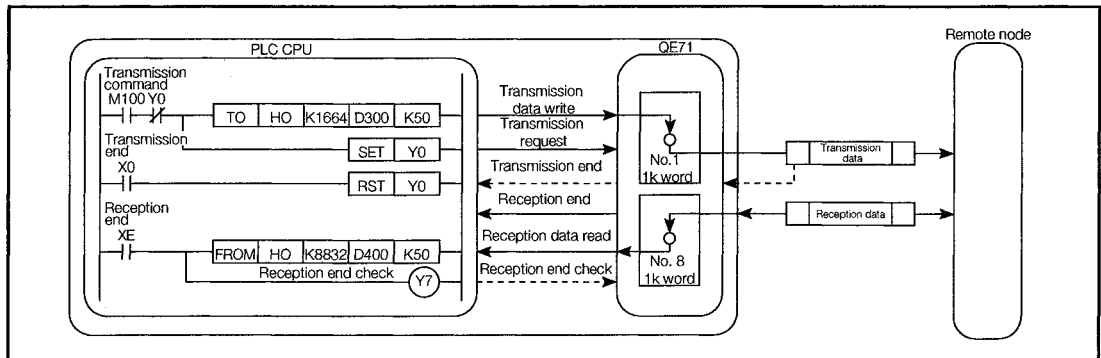 PLC CPU
QE71
Remote node
Transmission
command
M100 Y0
TO HO K1664 D300 K50
SET Y0
Transmission
end
X0
RST Y0
Reception
end
XE
FROM HO K8832 D400 K50
Reception end check
Y7
Transmission
data write
Transmission
request
Transmission end
Reception end
Reception data read
Reception end check
No.1
1k word
No. 8
1k word
Transmission
data
Reception data